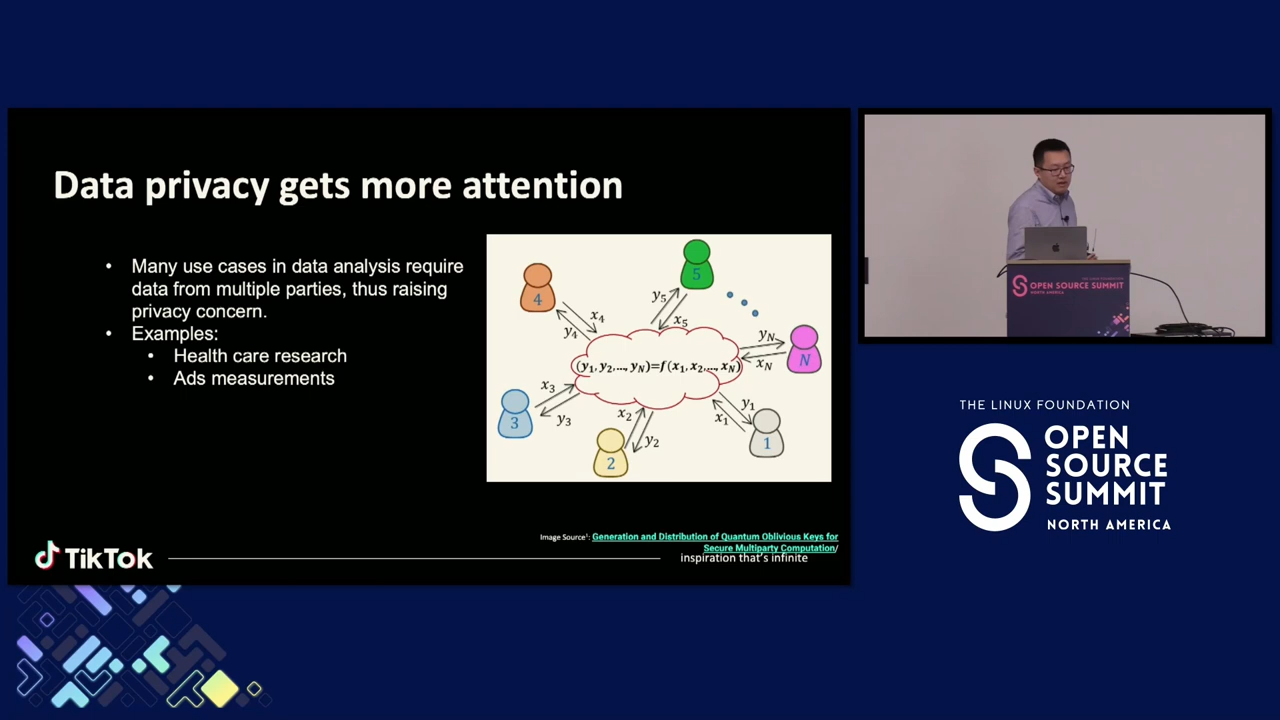 Data privacy gets more attention
• Many use cases in data analysis require
data from multiple parties, thus raising
privacy concern.
• Examples:
• Health care research
• Ads measurements
4
5
N
3
2
1
x4
y4
y5
x5
yN
xN
(y1,y2,..., yN)=f(x1,x2,..., xN)
x3
y3
x2
y2
y1
x1
Image Source1: Generation and Distribution of Quantum Oblivious Keys for
Secure Multiparty Computation/
TikTok
inspiration that's infinite
THE LINUX FOUNDATION
OPEN SOURCE SUMMIT
NORTH AMERICA
THE LINUX FOUNDATION
OPEN
SOURCE
SUMMIT
NORTH AMERICA